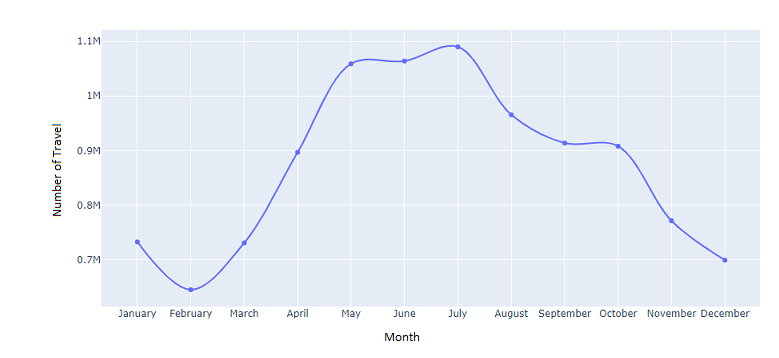 1.1M
1M
0.9M
0.8M
0.7M
Number of Travel
January February March April May June July August September October November December
Month